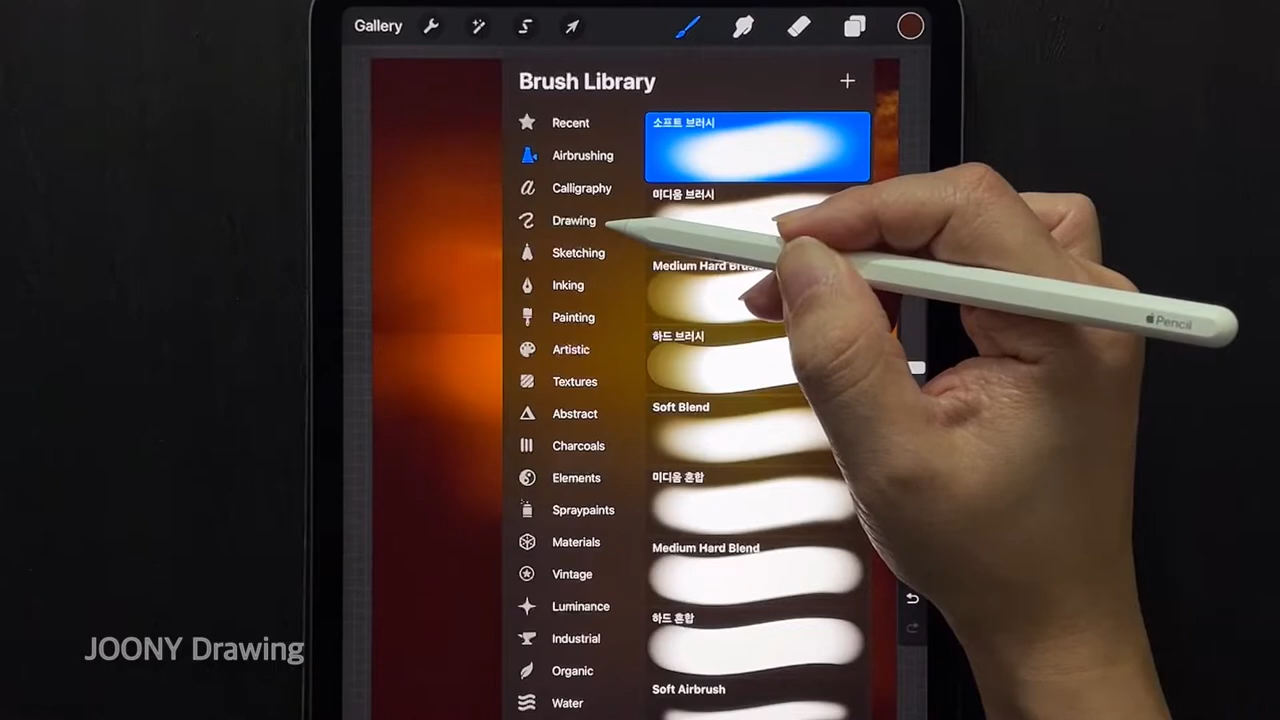 Gallery
Brush Library
Recent
Airbrushing
Calligraphy
Drawing
Sketching
Inking
Painting
Artistic
Textures
Abstract
Charcoals
Elements
Spraypaints
Materials
Vintage
Luminance
Industrial
Organic
Water
소프트 브러시
미디움 브러시
Medium Hard Brush
하드 브러시
Soft Blend
미디움 혼합
Medium Hard Blend
하드 혼합
Soft Airbrush
Pencil
JOONY Drawing